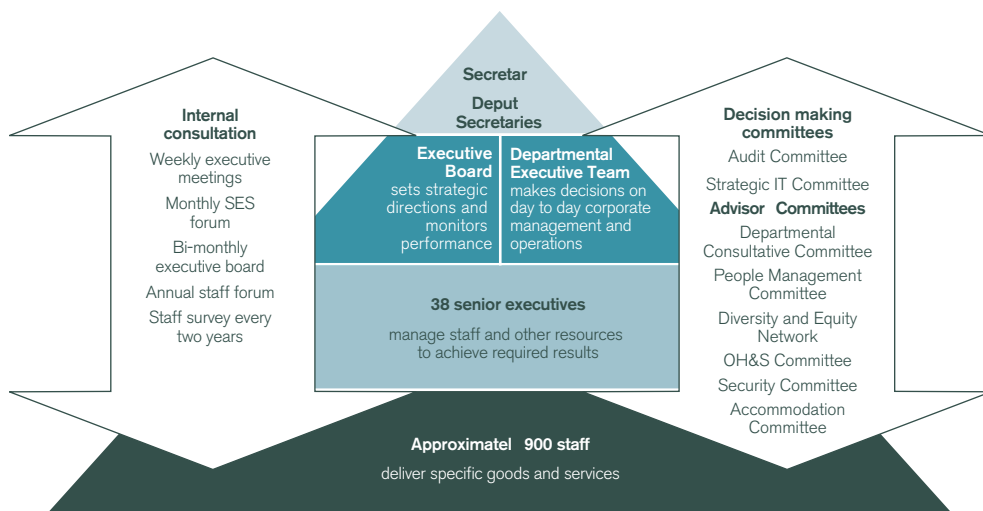 Secretar
Deput
Secretaries
Internal
consultation
Weekly executive
meetings
Monthly SES
forum
Bi-monthly
executive board
Annual staff forum
Staff survey every
two years
Executive
Board
sets strategic
directions and
monitors
performance
Departmental
Executive Team
makes decisions on
day to day corporate
management and
operations
38 senior executives
manage staff and other resources
to achieve required results
Approximatel 900 staff
deliver specific goods and services
Decision making
committees
Audit Committee
Strategic IT Committee
Advisor Committees
Departmental
Consultative Committee
People Management
Committee
Diversity and Equity
Network
OH&S Committee
Security Committee
Accommodation
Committee